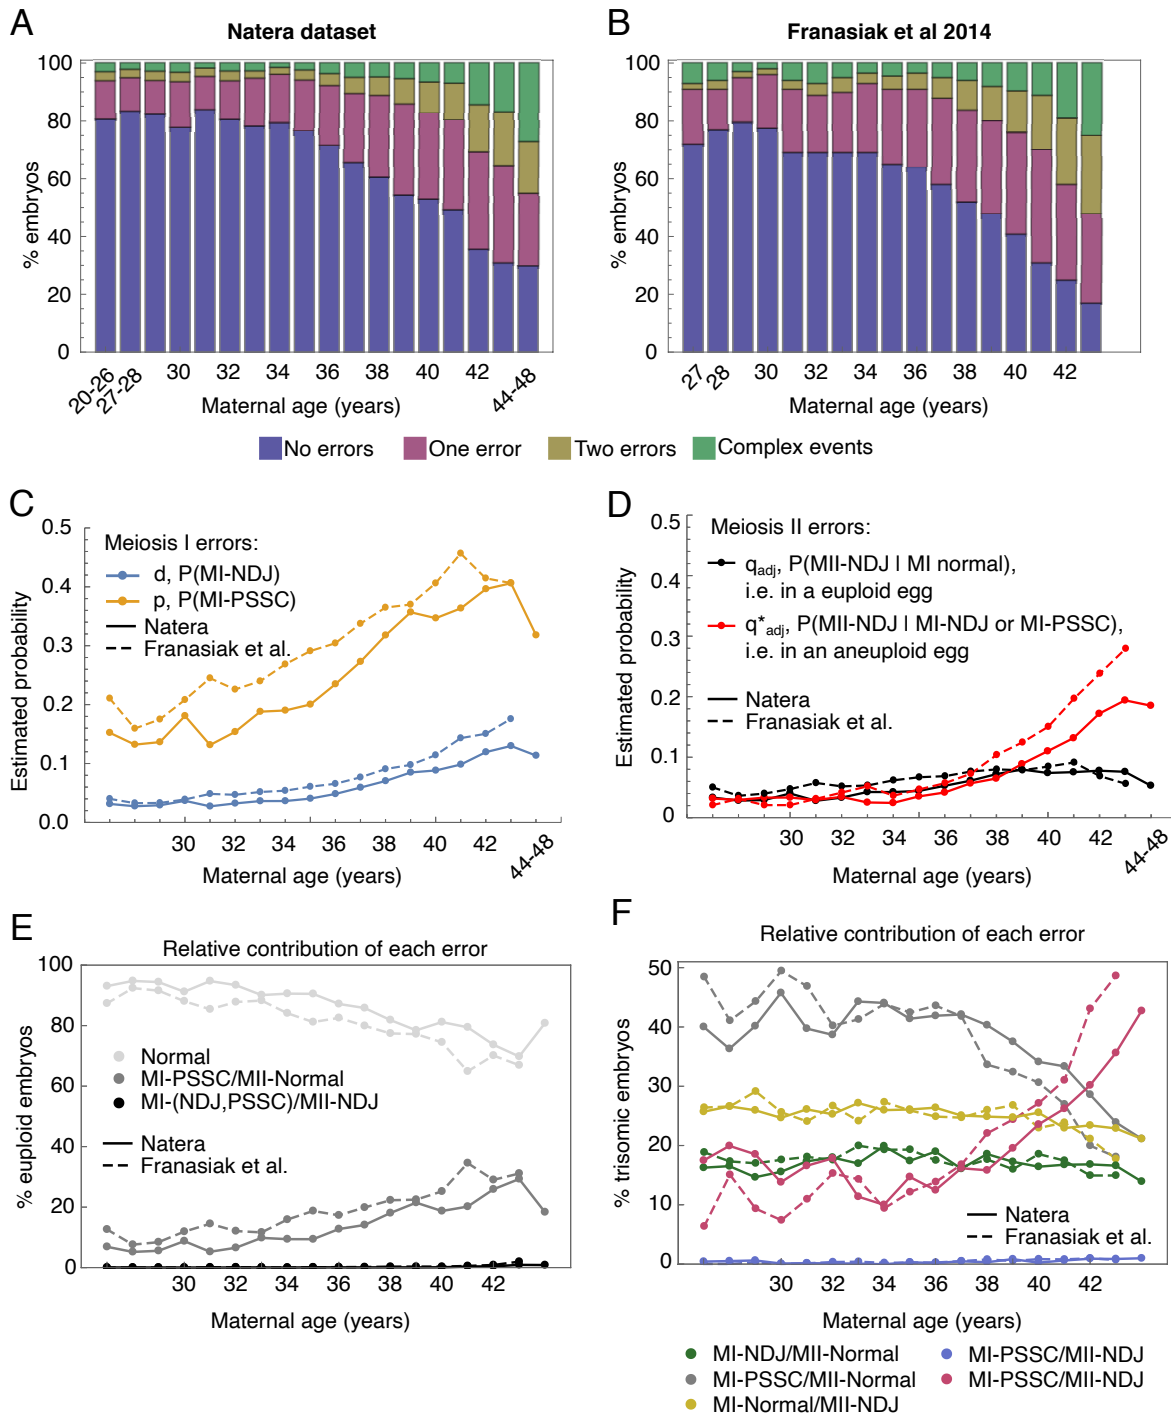 A
Natera dataset
100
80
60
40
20
0
% embryos
20-26
27-28
30
32
34
36
38
40
42
44-48
Maternal age (years)
B
Franasiak et al 2014
100
80
60
40
20
0
% embryos
27
28
30
32
34
36
38
40
42
Maternal age (years)
No errors
One error
Two errors
Complex events
C
0.5
0.4
0.3
0.2
0.1
0.0
Estimated probability
Meiosis I errors:
d, P(MI-NDJ)
p, P(MI-PSSC)
Natera
Franasiak et al.
30
32
34
36
38
40
42
44-48
Maternal age (years)
D
0.5
0.4
0.3
0.2
0.1
0
Estimated probability
Meiosis II errors:
qadj, P(MII-NDJ | MI normal),
i.e. in a euploid egg
q*adj, P(MII-NDJ | MI-NDJ or MI-PSSC),
i.e. in an aneuploid egg
Natera
Franasiak et al.
30
32
34
36
38
40
42
44-48
Maternal age (years)
E
Relative contribution of each error
100
80
60
40
20
0
% euploid embryos
Normal
MI-PSSC/MII-Normal
MI-(NDJ,PSSC)/MII-NDJ
Natera
Franasiak et al.
30
32
34
36
38
40
42
Maternal age (years)
F
Relative contribution of each error
50
40
30
20
10
0
% trisomic embryos
Natera
Franasiak et al.
30
32
34
36
38
40
42
Maternal age (years)
MI-NDJ/MII-Normal
MI-PSSC/MII-Normal
MI-Normal/MII-NDJ
MI-PSSC/MII-NDJ
MI-PSSC/MII-NDJ